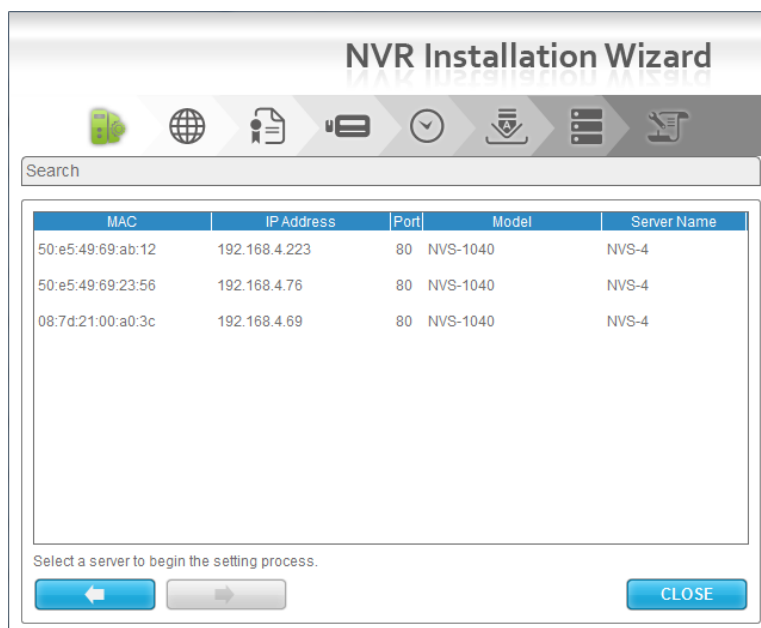 NVR Installation Wizard
Search
MAC IP Address Port Model Server Name
50:e5:49:69:ab:12 192.168.4.223 80 NVS-1040 NVS-4
50:e5:49:69:23:56 192.168.4.76 80 NVS-1040 NVS-4
08:7d:21:00:a0:3c 192.168.4.69 80 NVS-1040 NVS-4
Select a server to begin the setting process.
CLOSE